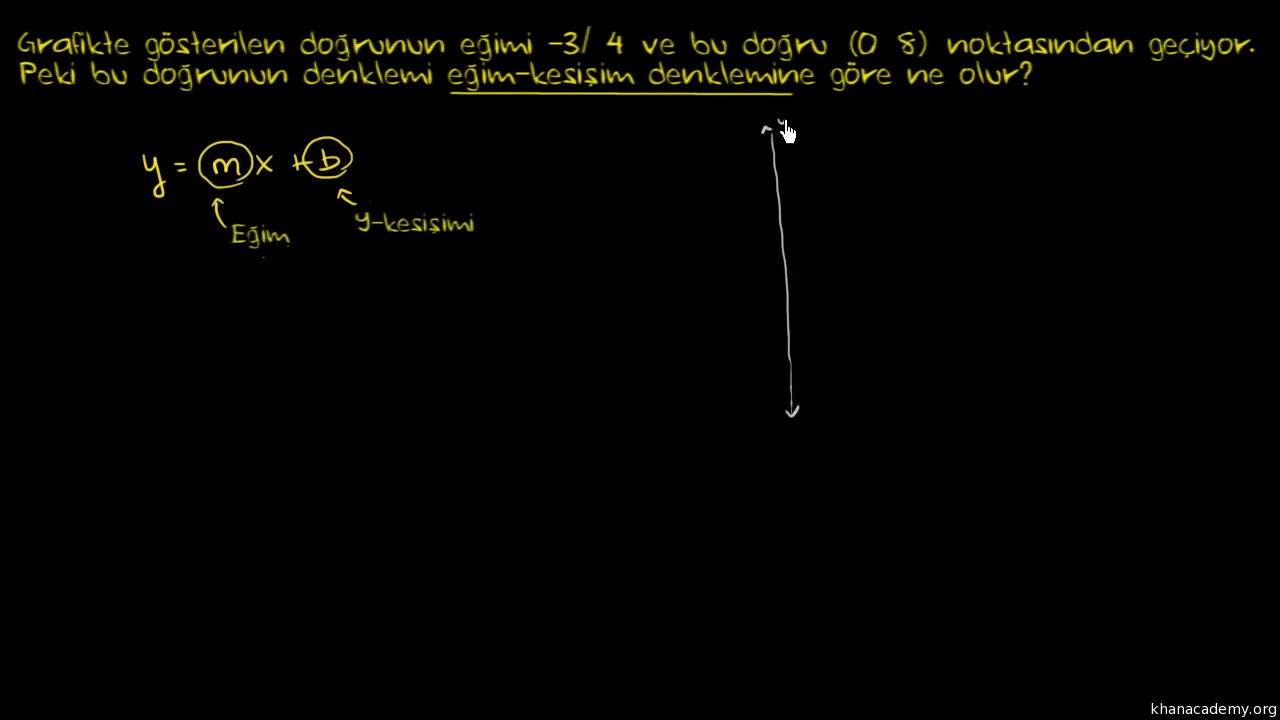 Grafikte gösterilen doğrunun eğimi -3/ 4 ve bu doğru (0 8) noktasından geçiyor.
Peki bu doğrunun denklemi eğim-kesişim denklemine göre ne olur?
y = mx + b
Eğim
y-kesişimi
khanacademy.org